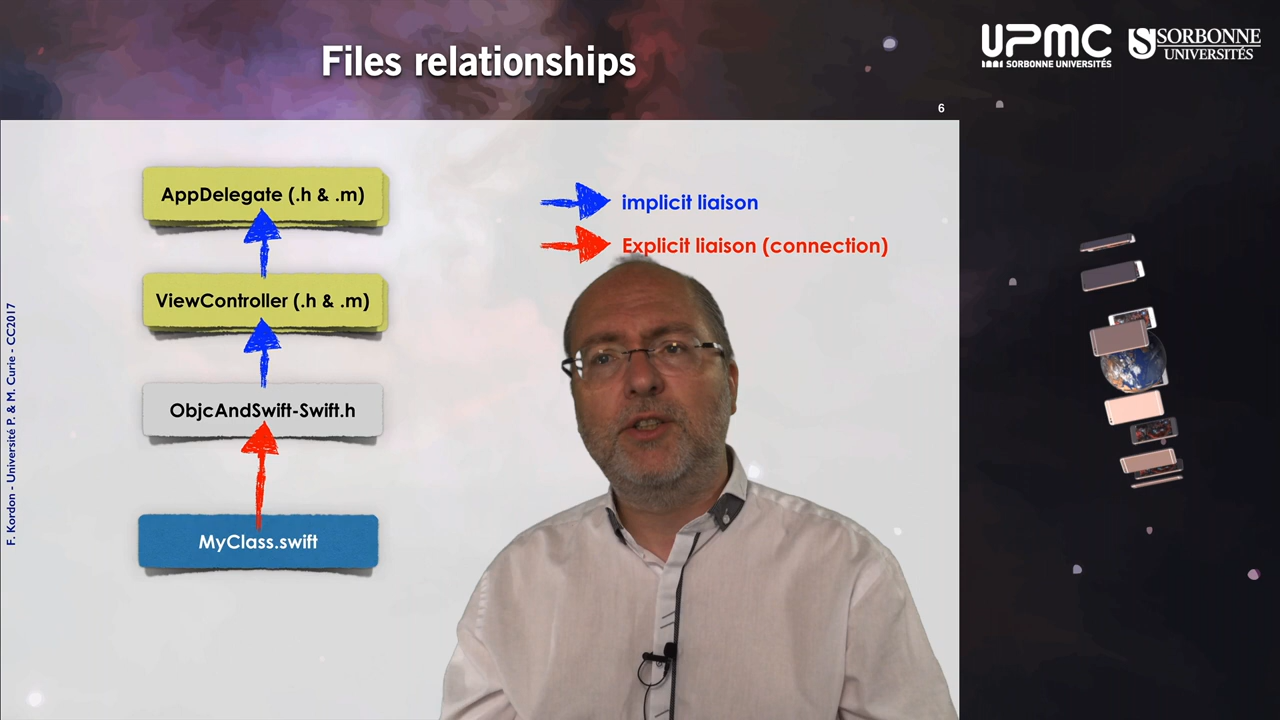 Files relationships
UPMC
SORBONNE UNIVERSITÉS
SORBONNE
UNIVERSITÉS
6
AppDelegate (.h & .m)
implicit liaison
Explicit liaison (connection)
ViewController (.h & .m)
ObjcAndSwift-Swift.h
MyClass.swift
F. Kordon - Université P. & M. Curie - CC2017